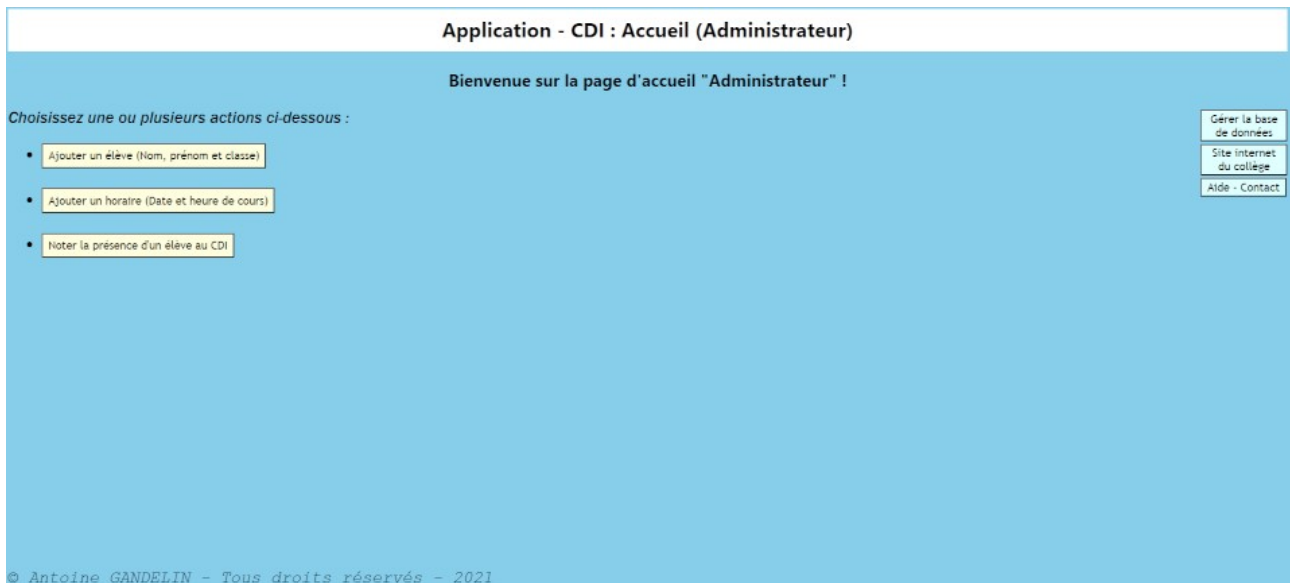 Application - CDI : Accueil (Administrateur)
Bienvenue sur la page d'accueil "Administrateur" !
Choisissez une ou plusieurs actions ci-dessous :
Ajouter un élève (Nom, prénom et classe)
Ajouter un horaire (Date et heure de cours)
Noter la présence d'un élève au CDI
Gérer la base
de données
Site internet
du collège
Aide - Contact
© Antoine GANDELIN - Tous droits réservés - 2021